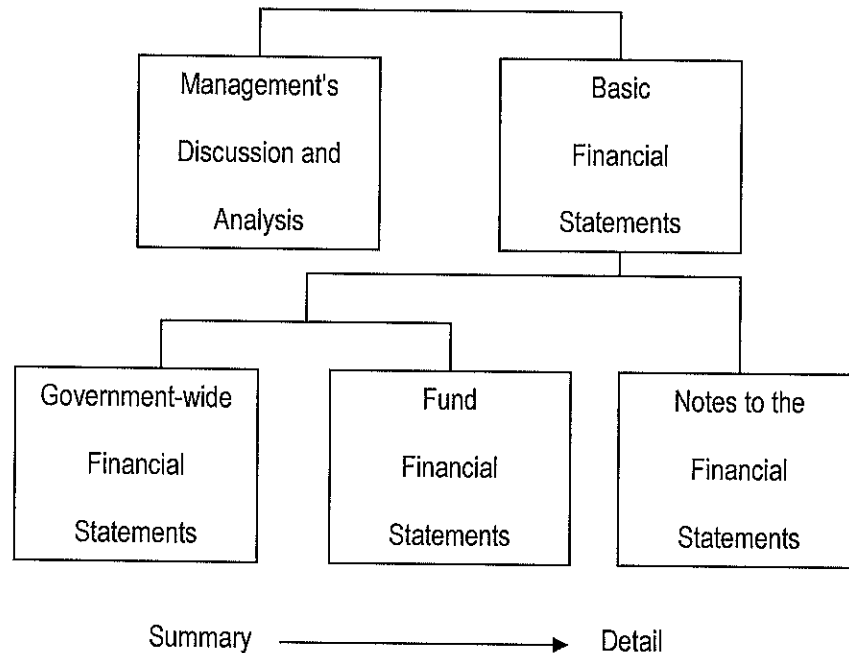 Management's
Discussion and
Analysis
Basic
Financial
Statements
Government-wide
Financial
Statements
Fund
Financial
Statements
Notes to the
Financial
Statements
Summary
Detail